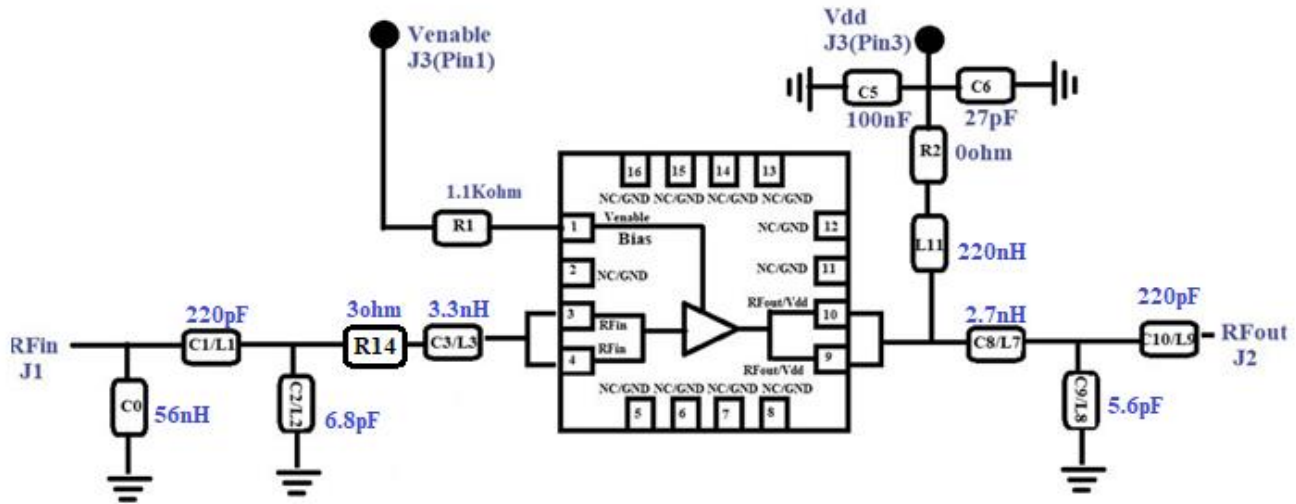 Venable
J3(Pin1)
Vdd
J3(Pin3)
C5
100nF
C6
27pF
R2
0ohm
1.1Kohm
R1
16
15
14
13
NC/GND NC/GND NC/GND NC/GND
1
Venable
Bias
NC/GND
12
L11
220nH
2
NC/GND
NC/GND
11
RFin
J1
220pF
C1/L1
3ohm
R14
3.3nH
C3/L3
3
RFin
4
RFin
RFout/Vdd
10
9
RFout/Vdd
2.7nH
C8/L7
220pF
C10/L9
RFout
J2
C0
56nH
C2/L2
6.8pF
NC/GND NC/GND NC/GND NC/GND
5
6
7
8
C9/L8
5.6pF